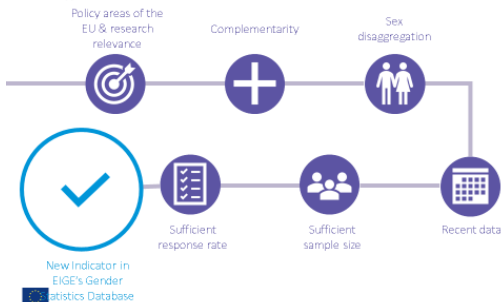 Policy areas of the
EU & research
relevance
Complementarity
Sex
disaggregation
Sufficient
response rate
Sufficient
sample size
Recent data
New Indicator in
EIGE's Gender
atistics Database